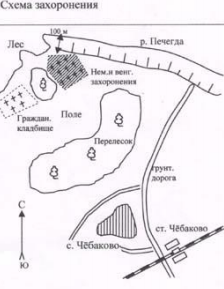 Схема захоронения
100 м
Лес
р. Печегда
Нем.и венг.
захоронения
Граждан.
кладбище
Поле
Перелесок
грунт.
дорога
С
Ю
с. Чёбаково
ст. Чёбаково